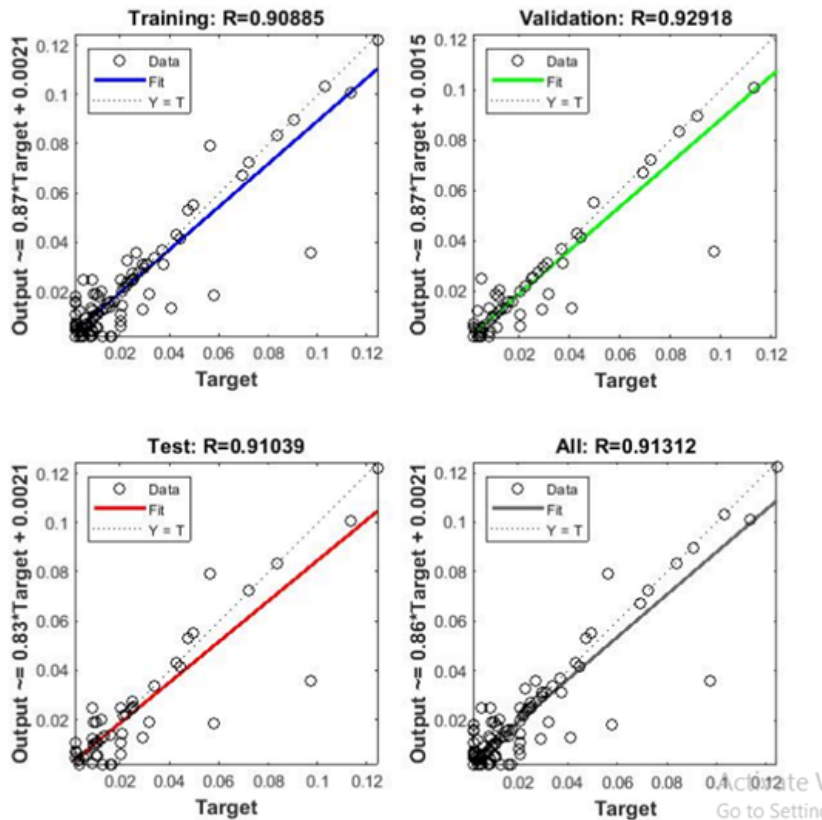 Training: R=0.90885
Output ~= 0.87*Target + 0.0021
0.12
0.1
0.08
0.06
0.04
0.02
Data
Fit
Y = T
0.02 0.04 0.06 0.08 0.1 0.12
Target
Validation: R=0.92918
Output ~= 0.87*Target + 0.0015
0.12
0.1
0.08
0.06
0.04
0.02
Data
Fit
Y = T
0.02 0.04 0.06 0.08 0.1 0.12
Target
Test: R=0.91039
Output ~= 0.83*Target + 0.0021
0.12
0.1
0.08
0.06
0.04
0.02
Data
Fit
Y = T
0.02 0.04 0.06 0.08 0.1 0.12
Target
All: R=0.91312
Output ~= 0.86*Target + 0.0021
0.12
0.1
0.08
0.06
0.04
0.02
Data
Fit
Y = T
0.02 0.04 0.06 0.08 0.1 0.12
Target
Activate
Go to